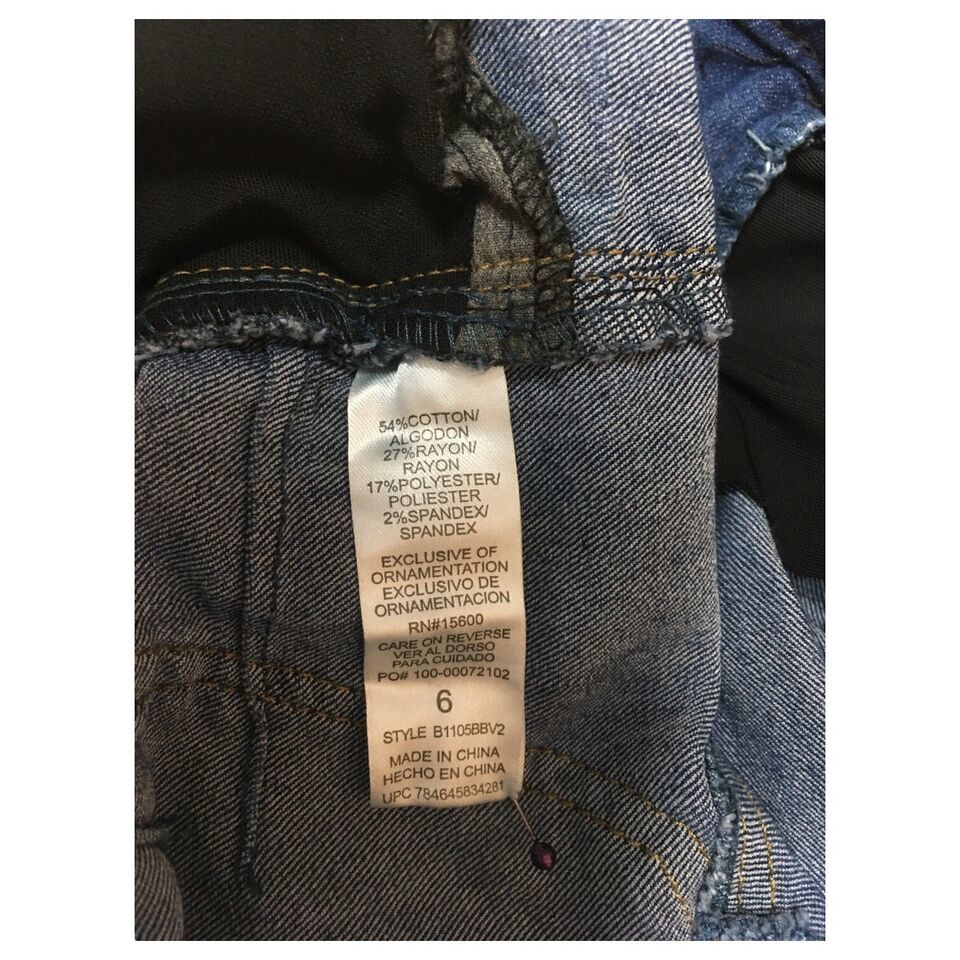 54%COTTON/
ALGODON
27%RAYON/
RAYON
17%POLYESTER/
POLIESTER
2%SPANDEX/
SPANDEX
EXCLUSIVE OF
ORNAMENTATION
EXCLUSIVO DE
ORNAMENTACION
RN#15600
CARE ON REVERSE
VER AL DORSO
PARA CUIDADO
PO# 100-00072102
6
STYLE B1105BBV2
MADE IN CHINA
HECHO EN CHINA
UPC 784645834281